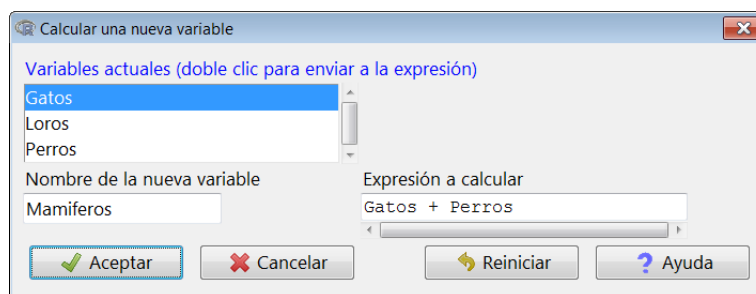 Calcular una nueva variable
Variables actuales (doble clic para enviar a la expresión)
Gatos
Loros
Perros
Nombre de la nueva variable
Expresión a calcular
Mamiferos
Gatos + Perros
Aceptar
Cancelar
Reiniciar
Ayuda